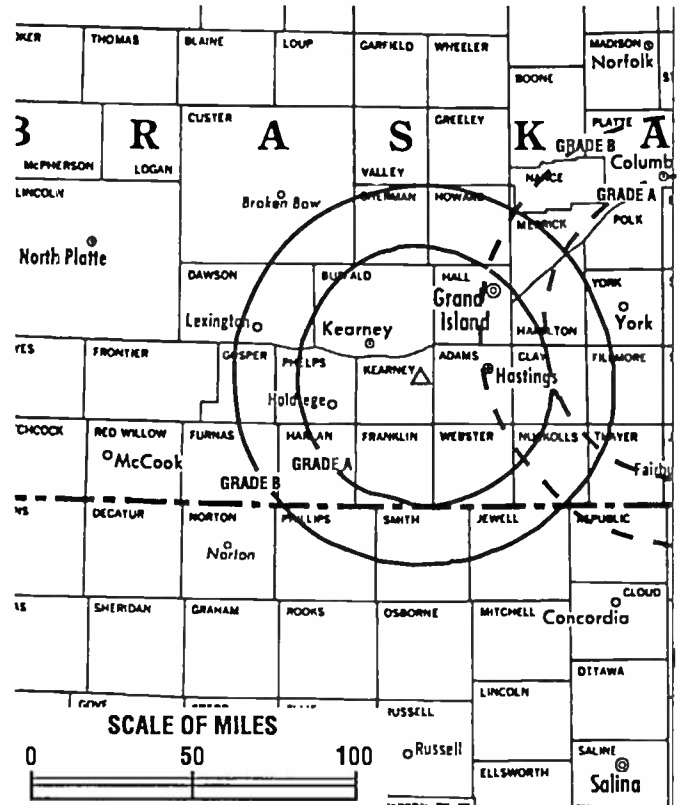 THOMAS
BLAINE
LOUP
GARFIELD
WHEELER
MADISON
Norfolk
BOONE
CUSTER
GREELEY
PLATTE
R A S K A
GRADE B
Columb
McPHERSON
LOGAN
VALLEY
NANCE
LINCOLN
Broken Bow
SHERMAN
HOWARD
GRADE A
MERRICK
POLK
North Platte
DAWSON
BUFFALO
HALL
YORK
Grand
Island
Lexington
Kearney
HAMILTON
York
FRONTIER
GOSPER
PHELPS
KEARNEY
ADAMS
CLAY
FILLMORE
Hastings
Holdrege
RED WILLOW
FURNAS
HARLAN
FRANKLIN
WEBSTER
NUCKOLLS
THAYER
McCook
GRADE A
GRADE B
Fairbu
DECATUR
NORTON
PHILLIPS
SMITH
JEWELL
REPUBLIC
Norton
SHERIDAN
GRAHAM
ROOKS
OSBORNE
MITCHELL
CLOUD
Concordia
OTTAWA
LINCOLN
RUSSELL
SCALE OF MILES
0 50 100
Russell
SALINE
ELLSWORTH
Salina